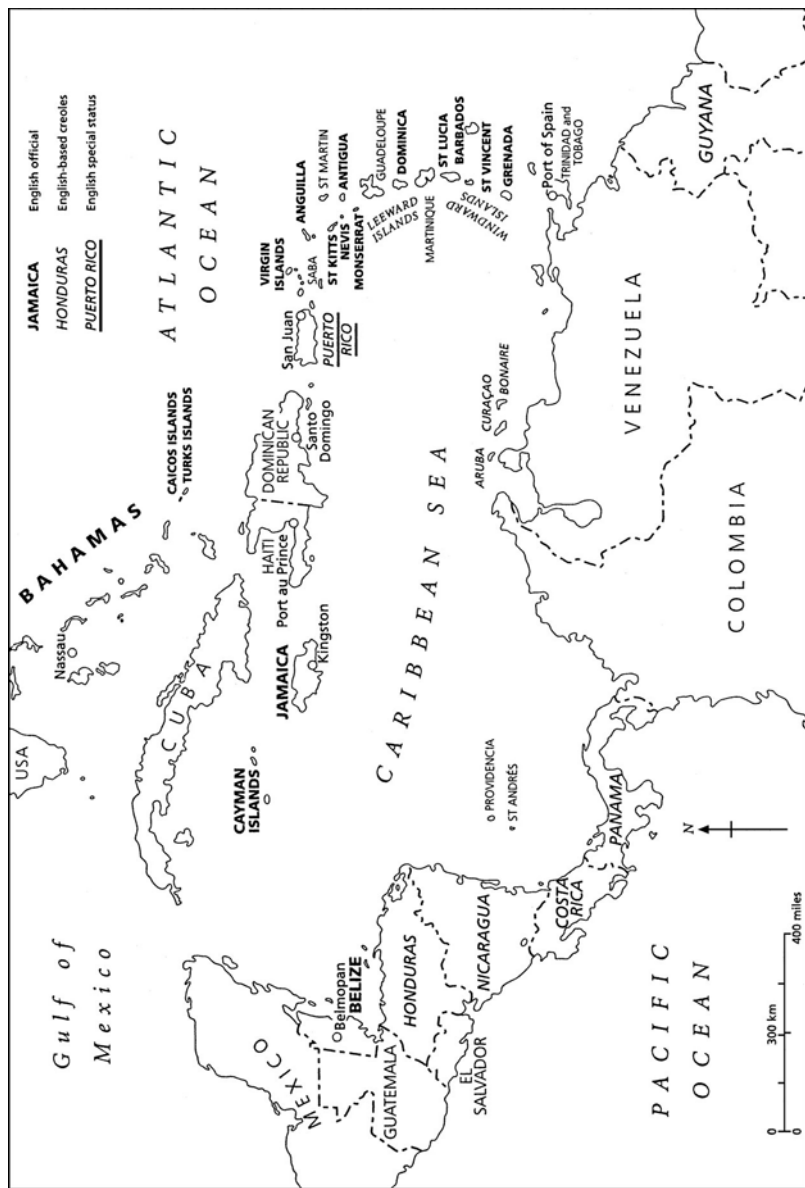 JAMAICA English official
HONDURAS English-based creoles
PUERTO RICO English special status
ATLANTIC
OCEAN
Gulf of
Mexico
USA
Nassau
BAHAMAS
CAICOS ISLANDS
TURKS ISLANDS
CUBA
CAYMAN
ISLANDS
JAMAICA
Kingston
HAITI
Port au Prince
DOMINICAN
REPUBLIC
Santo
Domingo
San Juan
PUERTO
RICO
VIRGIN
ISLANDS
ANGUILLA
SABA
ST MARTIN
ST KITTS
NEVIS
ANTIGUA
MONSERRAT
GUADELOUPE
LEEWARD
ISLANDS
DOMINICA
MARTINIQUE
ST LUCIA
BARBADOS
WINDWARD
ISLANDS
ST VINCENT
GRENADA
Port of Spain
TRINIDAD and
TOBAGO
CARIBBEAN SEA
ARUBA
CURAÇAO
BONAIRE
PROVIDENCIA
ST ANDRÉS
MEXICO
Belmopan
BELIZE
GUATEMALA
HONDURAS
EL
SALVADOR
NICARAGUA
COSTA
RICA
PANAMA
COLOMBIA
VENEZUELA
GUYANA
PACIFIC
OCEAN
N
0 300 km
0 400 miles